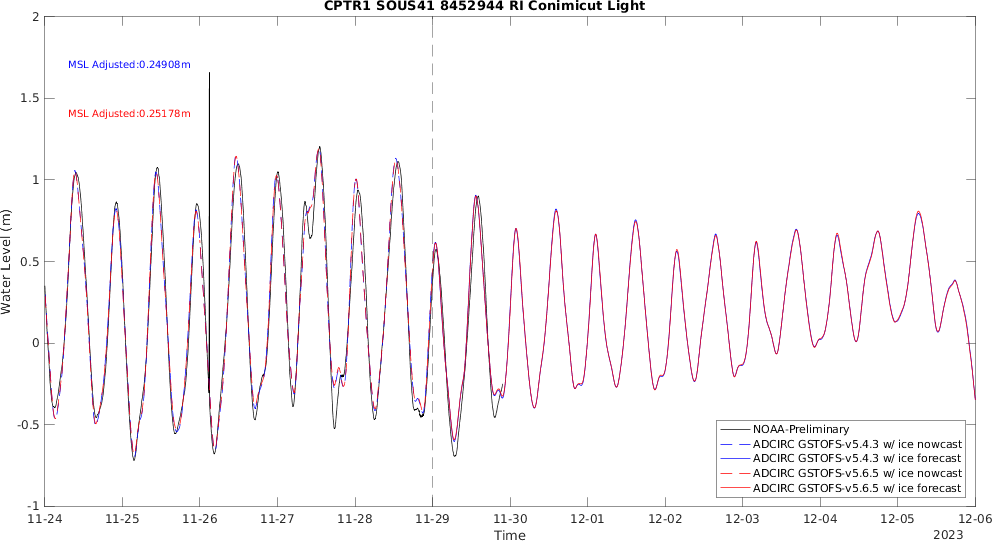 CPTR1 SOUS41 8452944 RI Conimicut Light
2
MSL Adjusted:0.24908m
1.5
MSL Adjusted:0.25178m
1
0.5
0
-0.5
-1
Water Level (m)
NOAA-Preliminary
ADCIRC GSTOFS-v5.4.3 w/ ice nowcast
ADCIRC GSTOFS-v5.4.3 w/ ice forecast
ADCIRC GSTOFS-v5.6.5 w/ ice nowcast
ADCIRC GSTOFS-v5.6.5 w/ ice forecast
11-24 11-25 11-26 11-27 11-28 11-29 11-30 12-01 12-02 12-03 12-04 12-05 12-06
Time
2023